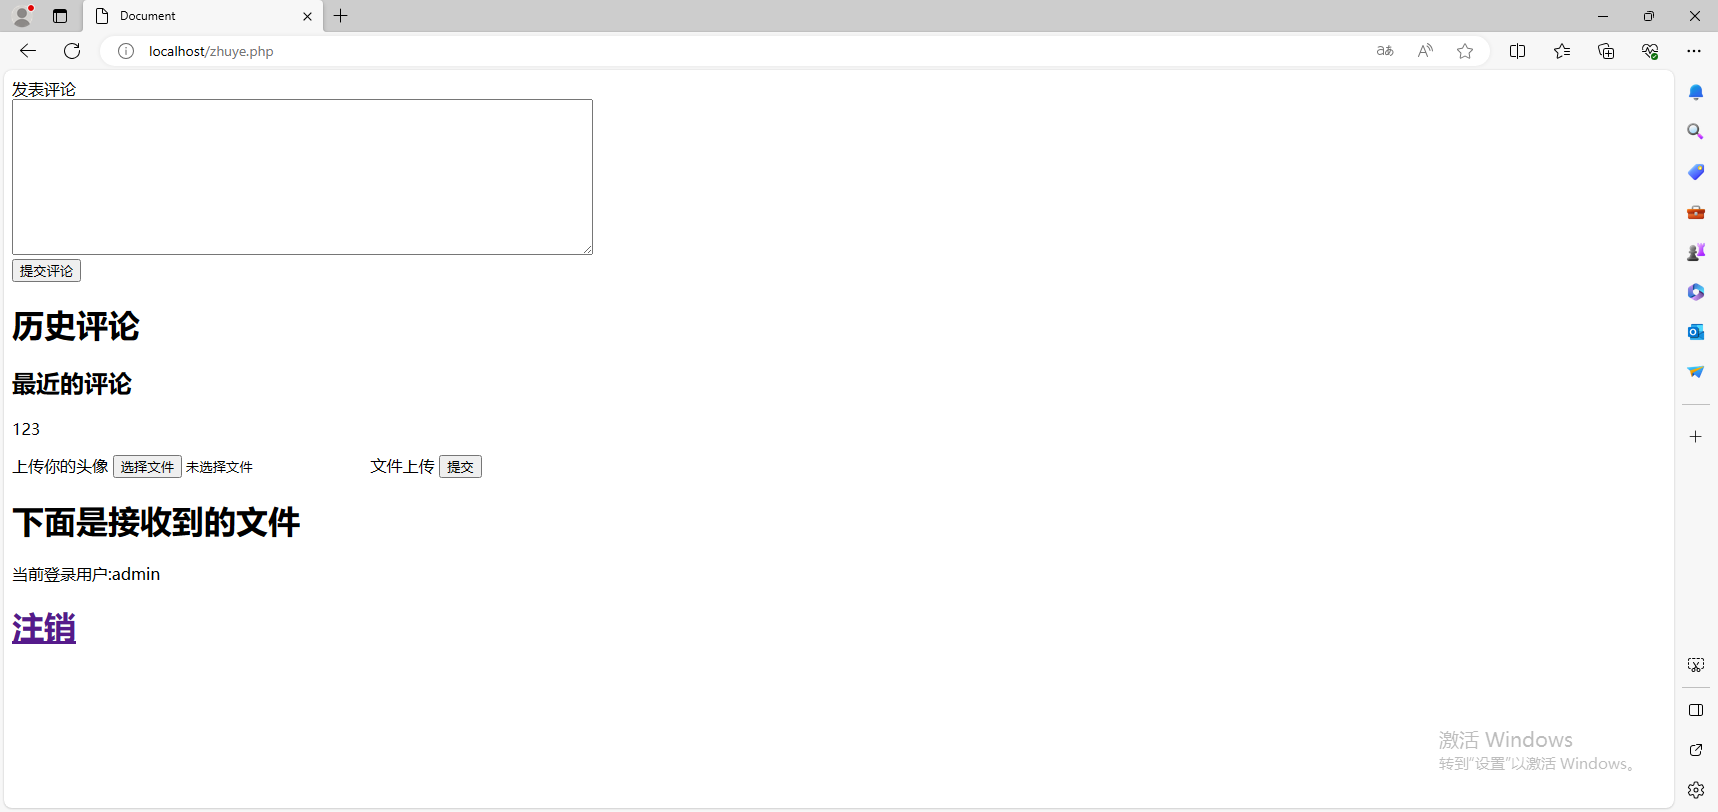 Document
localhost/zhuye.php
aあ
发表评论
提交评论
历史评论
最近的评论
123
上传你的头像 选择文件 未选择文件 文件上传 提交
下面是接收到的文件
当前登录用户:admin
注销
激活 Windows
转到"设置"以激活 Windows。